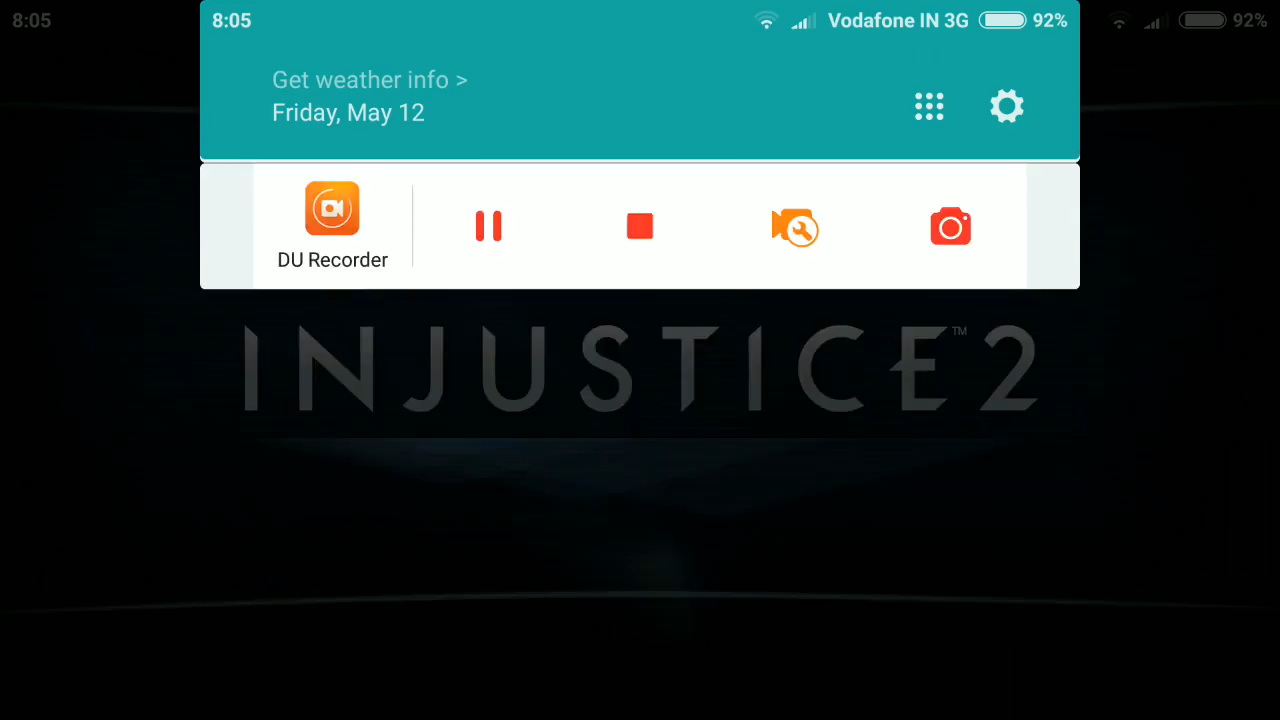 8:05
8:05
Vodafone IN 3G
92%
92%
Get weather info >
Friday, May 12
DU Recorder
INJUSTICE 2™